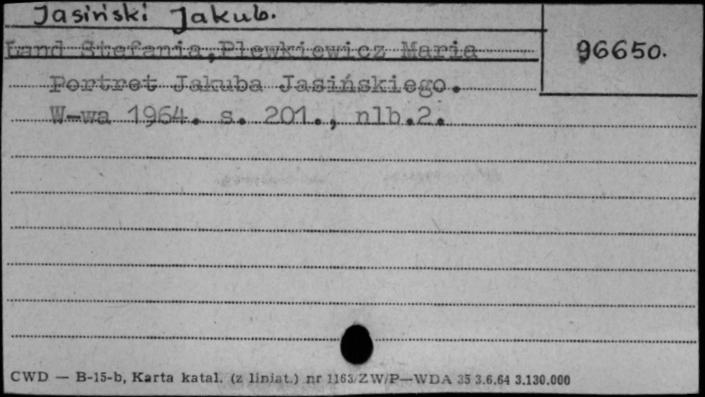 Jasiński Jakub.
96650.
Land Stefania, Plewkiewicz Maria
Portret Jakuba Jasińskiego.
W-wa 1964. s. 201., nlb.2.
CWD — B-15-b, Karta katal. (z liniat.) nr 1163/ZW/P—WDA 35 3.6.64 3.130.000